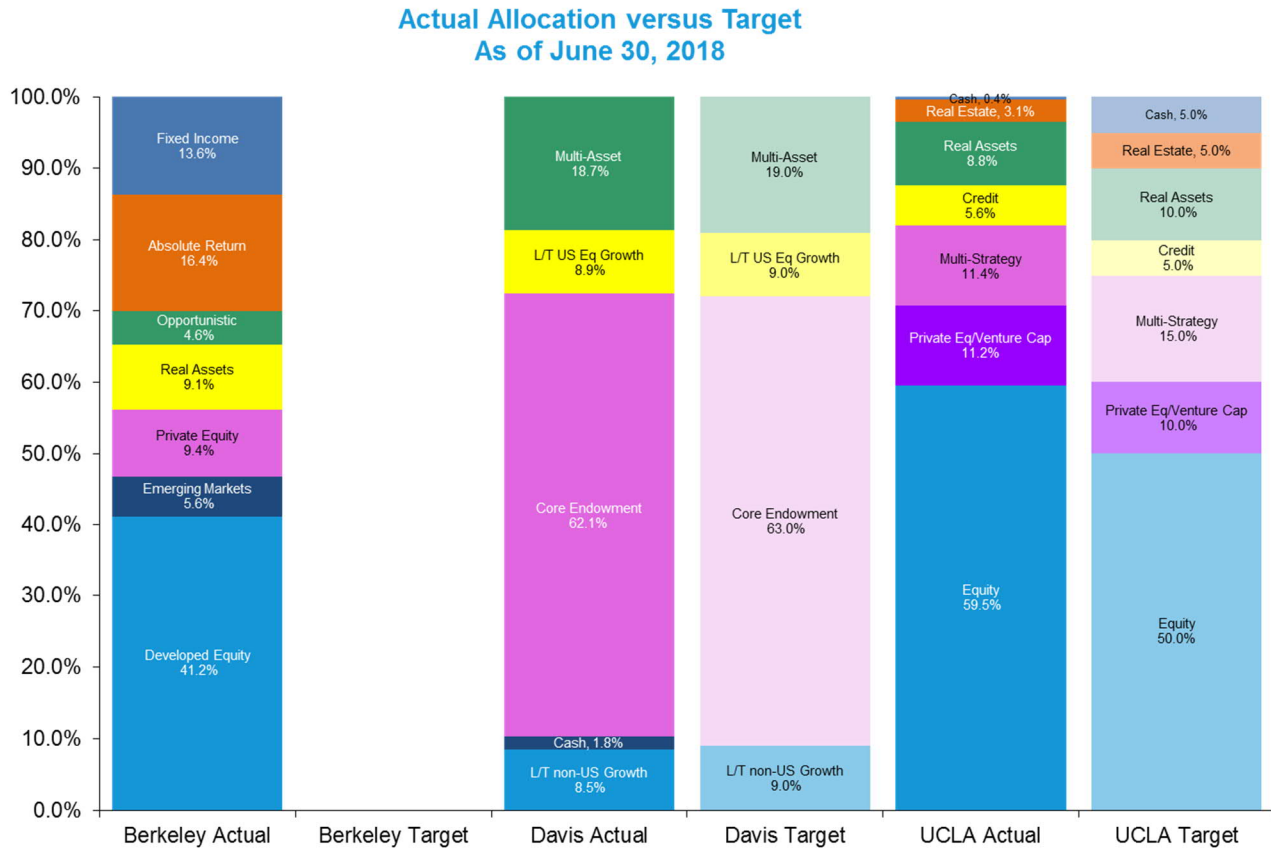 Actual Allocation versus Target
As of June 30, 2018
100.0%
90.0%
80.0%
70.0%
60.0%
50.0%
40.0%
30.0%
20.0%
10.0%
0.0%
Fixed Income
13.6%
Absolute Return
16.4%
Opportunistic
4.6%
Real Assets
9.1%
Private Equity
9.4%
Emerging Markets
5.6%
Developed Equity
41.2%
Multi-Asset
18.7%
L/T US Eq Growth
8.9%
Core Endowment
62.1%
Cash, 1.8%
L/T non-US Growth
8.5%
Multi-Asset
19.0%
L/T US Eq Growth
9.0%
Core Endowment
63.0%
L/T non-US Growth
9.0%
Cash, 0.4%
Real Estate, 3.1%
Real Assets
8.8%
Credit
5.6%
Multi-Strategy
11.4%
Private Eq/Venture Cap
11.2%
Equity
59.5%
Cash, 5.0%
Real Estate, 5.0%
Real Assets
10.0%
Credit
5.0%
Multi-Strategy
15.0%
Private Eq/Venture Cap
10.0%
Equity
50.0%
Berkeley Actual
Berkeley Target
Davis Actual
Davis Target
UCLA Actual
UCLA Target